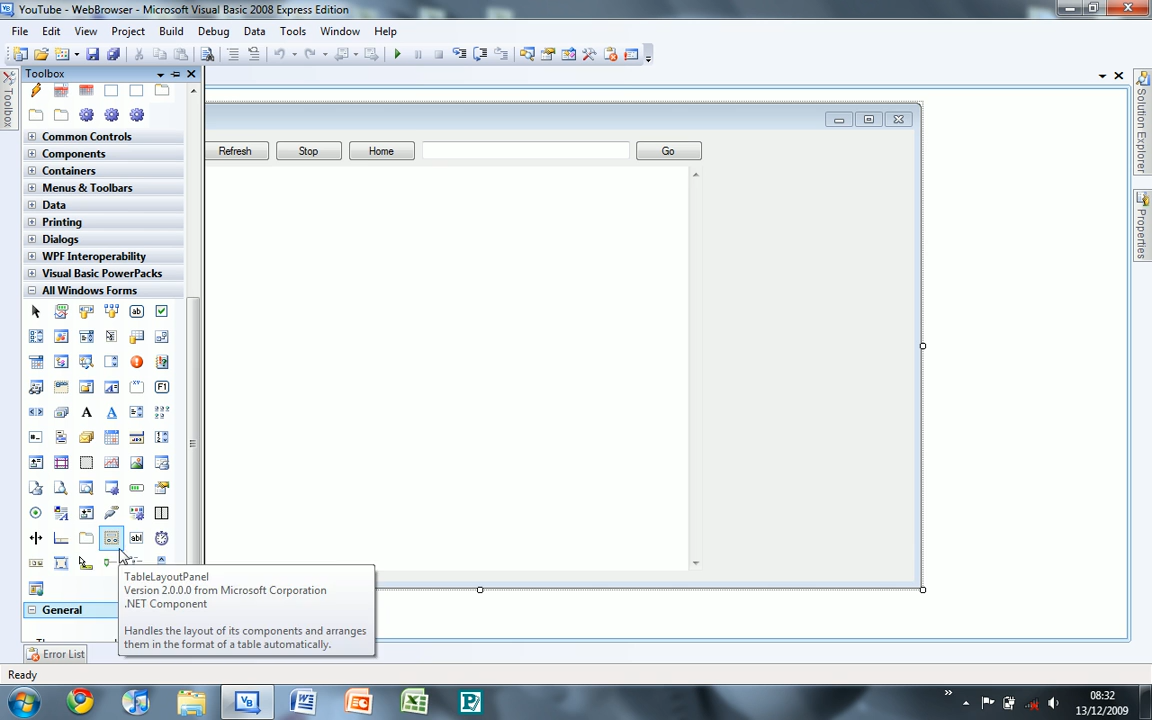 YouTube - WebBrowser - Microsoft Visual Basic 2008 Express Edition
File Edit View Project Build Debug Data Tools Window Help
Toolbox
Toolbox
Solution Explorer
Properties
Refresh Stop Home Go
Common Controls
Components
Containers
Menus & Toolbars
Data
Printing
Dialogs
WPF Interoperability
Visual Basic PowerPacks
All Windows Forms
General
TableLayoutPanel
Version 2.0.0.0 from Microsoft Corporation
.NET Component
Handles the layout of its components and arranges
them in the format of a table automatically.
Error List
Ready
08:32
13/12/2009